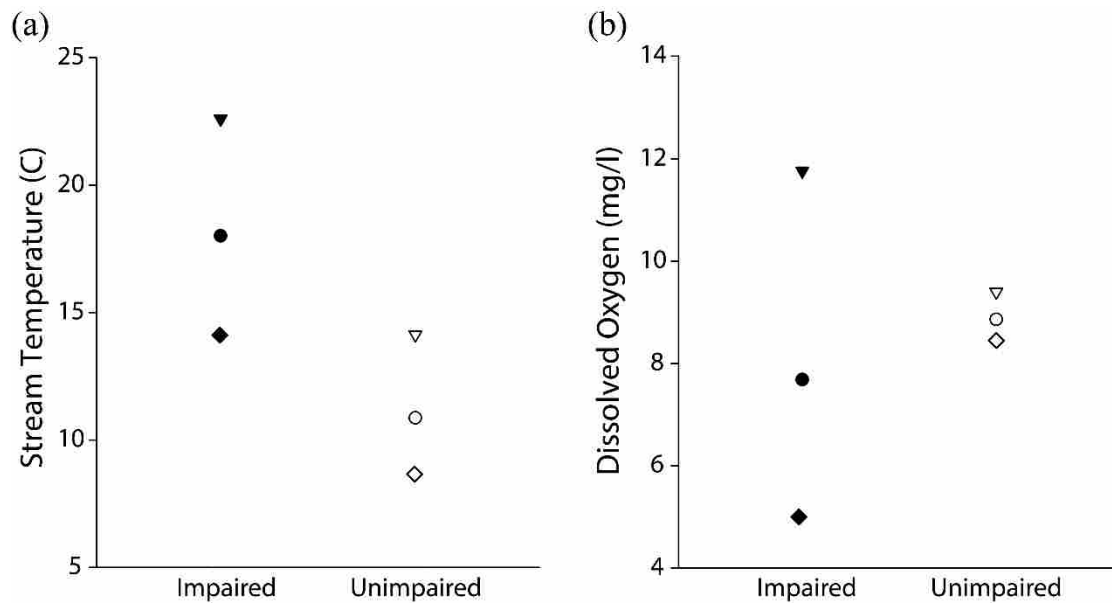 (a)
Stream Temperature (C)
25
20
15
10
5
Impaired Unimpaired
(b)
Dissolved Oxygen (mg/l)
14
12
10
8
6
4
Impaired Unimpaired